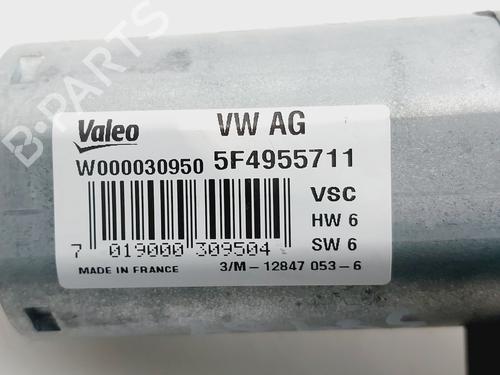 B-PARTS
Valeo VW AG
W000030950 5F4955711
VSC
HW 6
7 019000 309504 SW 6
MADE IN FRANCE 3/M-12847 053-6